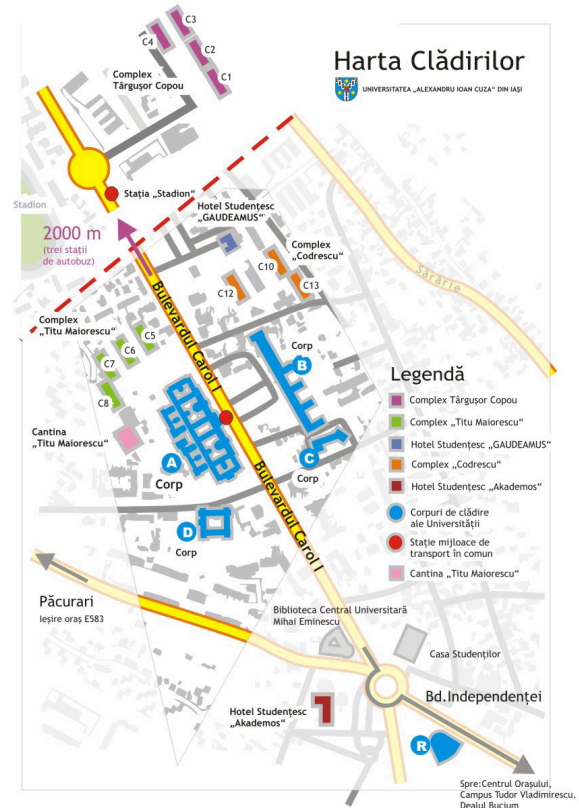 Harta Clădirilor
UNIVERSITATEA „ALEXANDRU IOAN CUZA“ DIN IAŞI
C3
C4
C2
C1
Complex
Târguşor Copou
Staţia „Stadion“
Stadion
2000 m
(trei staţii
de autobuz)
Hotel Studenţesc
„GAUDEAMUS“
Complex
„Codrescu“
C10
C12
C13
Sărărie
Complex
„Titu Maiorescu“
C5
C6
C7
C8
Bulevardul Carol I
Corp
B
Cantina
„Titu Maiorescu“
A
Corp
C
Corp
Bulevardul Carol I
D
Corp
Legendă
Complex Târguşor Copou
Complex „Titu Maiorescu“
Hotel Studenţesc „GAUDEAMUS“
Complex „Codrescu“
Hotel Studenţesc „Akademos“
Corpuri de clădire
ale Universităţii
Staţie mijloace de
transport în comun
Cantina „Titu Maiorescu“
Păcurari
Ieşire oraş E583
Biblioteca Central Universitară
Mihai Eminescu
Casa Studenţilor
Bd.Independenţei
Hotel Studenţesc
„Akademos“
R
Spre:Centrul Oraşului,
Campus Tudor Vladimirescu,
Dealul Bucium